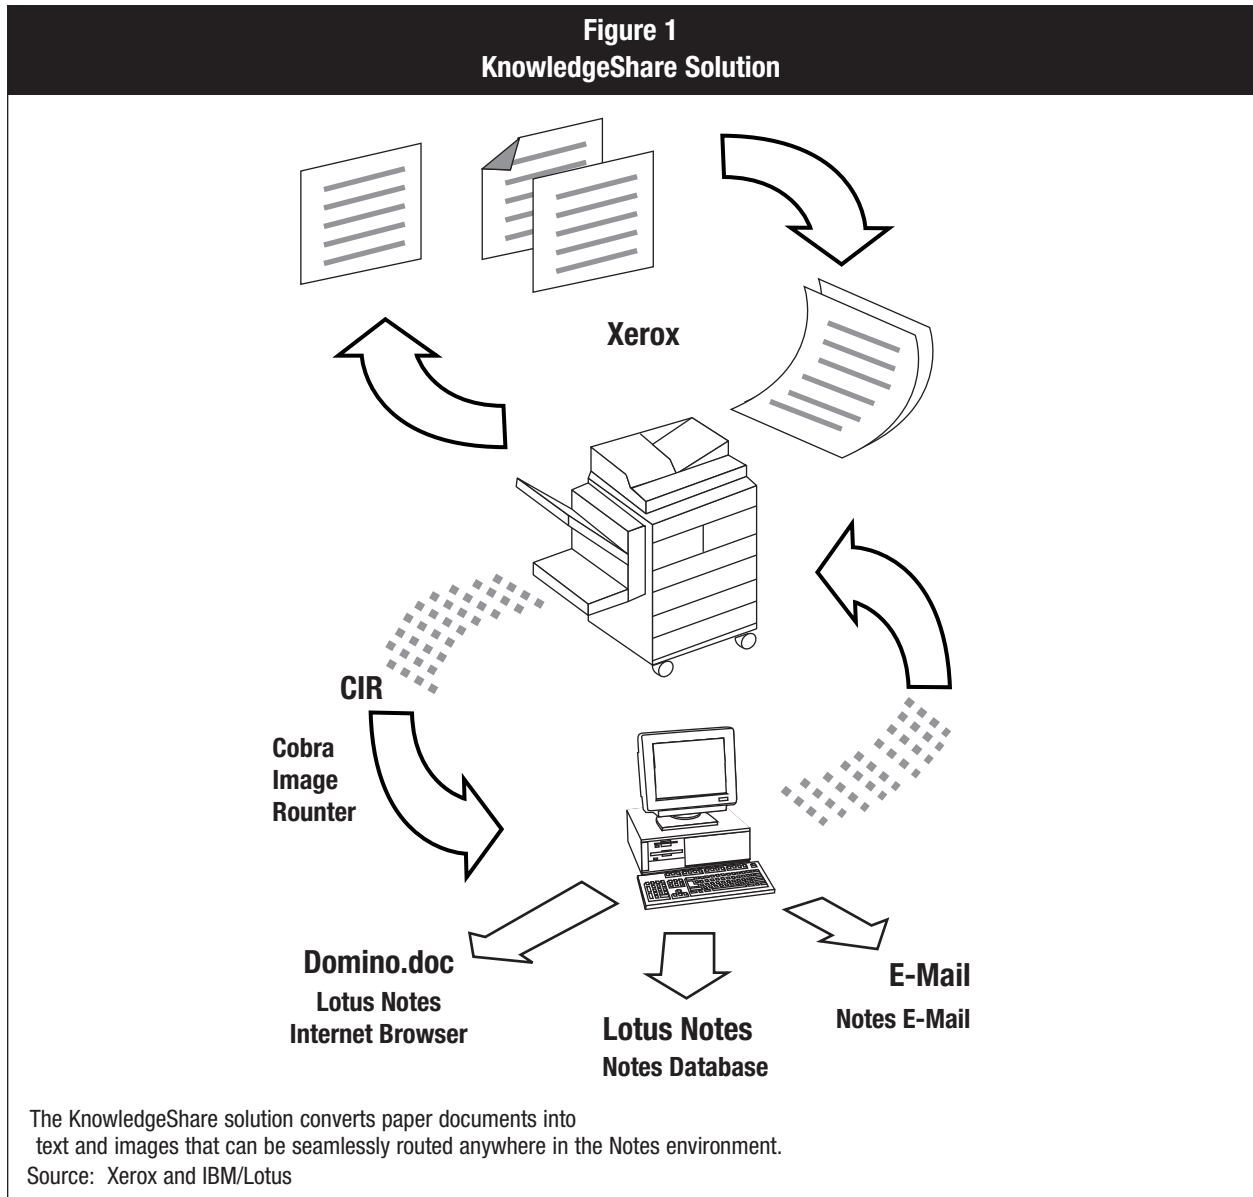 Figure 1
KnowledgeShare Solution
Xerox
CIR
Cobra
Image
Rounter
Domino.doc
Lotus Notes
Internet Browser
Lotus Notes
Notes Database
E-Mail
Notes E-Mail
The KnowledgeShare solution converts paper documents into
text and images that can be seamlessly routed anywhere in the Notes environment.
Source: Xerox and IBM/Lotus